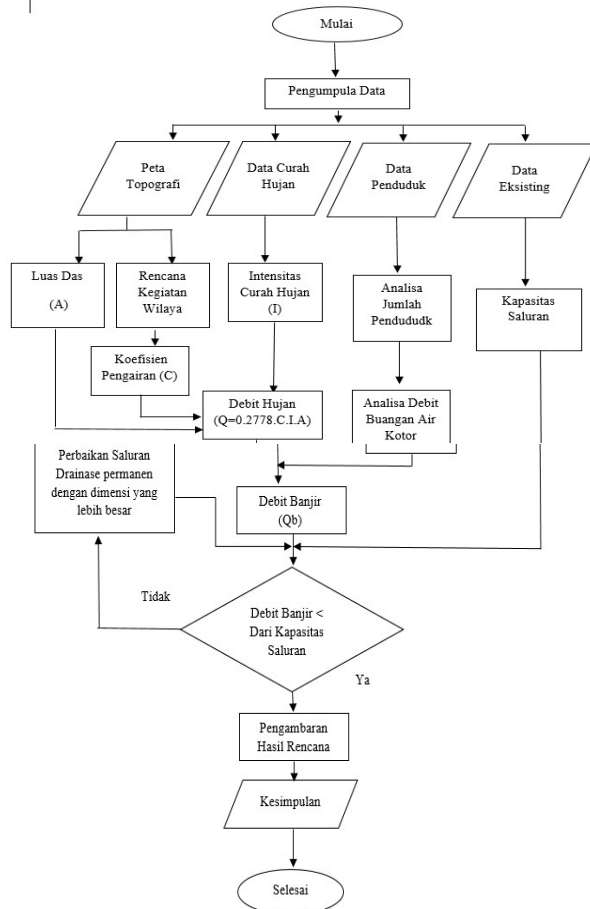 Mulai
Pengumpula Data
Peta
Topografi
Data Curah
Hujan
Data
Penduduk
Data
Eksisting
Luas Das
(A)
Rencana
Kegiatan
Wilaya
Intensitas
Curah Hujan
(I)
Analisa
Jumlah
Pendududk
Kapasitas
Saluran
Koefisien
Pengairan (C)
Debit Hujan
(Q=0.2778.C.I.A)
Analisa Debit
Buangan Air
Kotor
Perbaikan Saluran
Drainase permanen
dengan dimensi yang
lebih besar
Debit Banjir
(Qb)
Tidak
Debit Banjir <
Dari Kapasitas
Saluran
Ya
Pengambaran
Hasil Rencana
Kesimpulan
Selesai